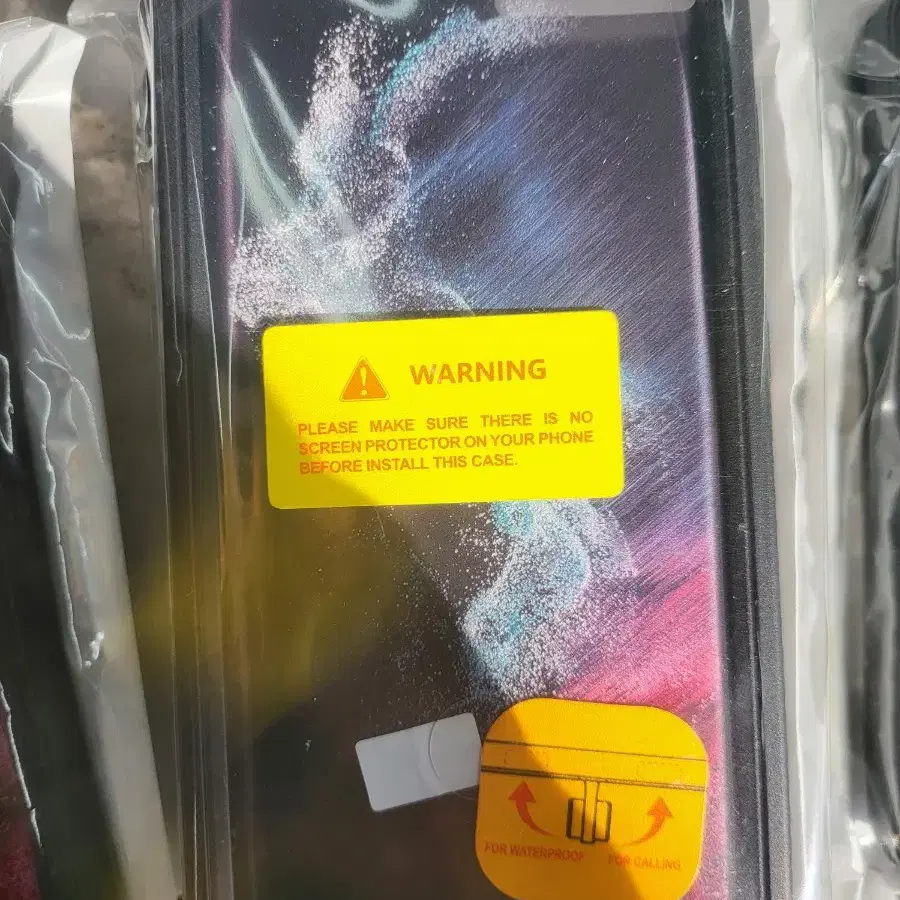 WARNING
PLEASE MAKE SURE THERE IS NO
SCREEN PROTECTOR ON YOUR PHONE
BEFORE INSTALL THIS CASE.
FOR WATERPROOF FOR CALLING